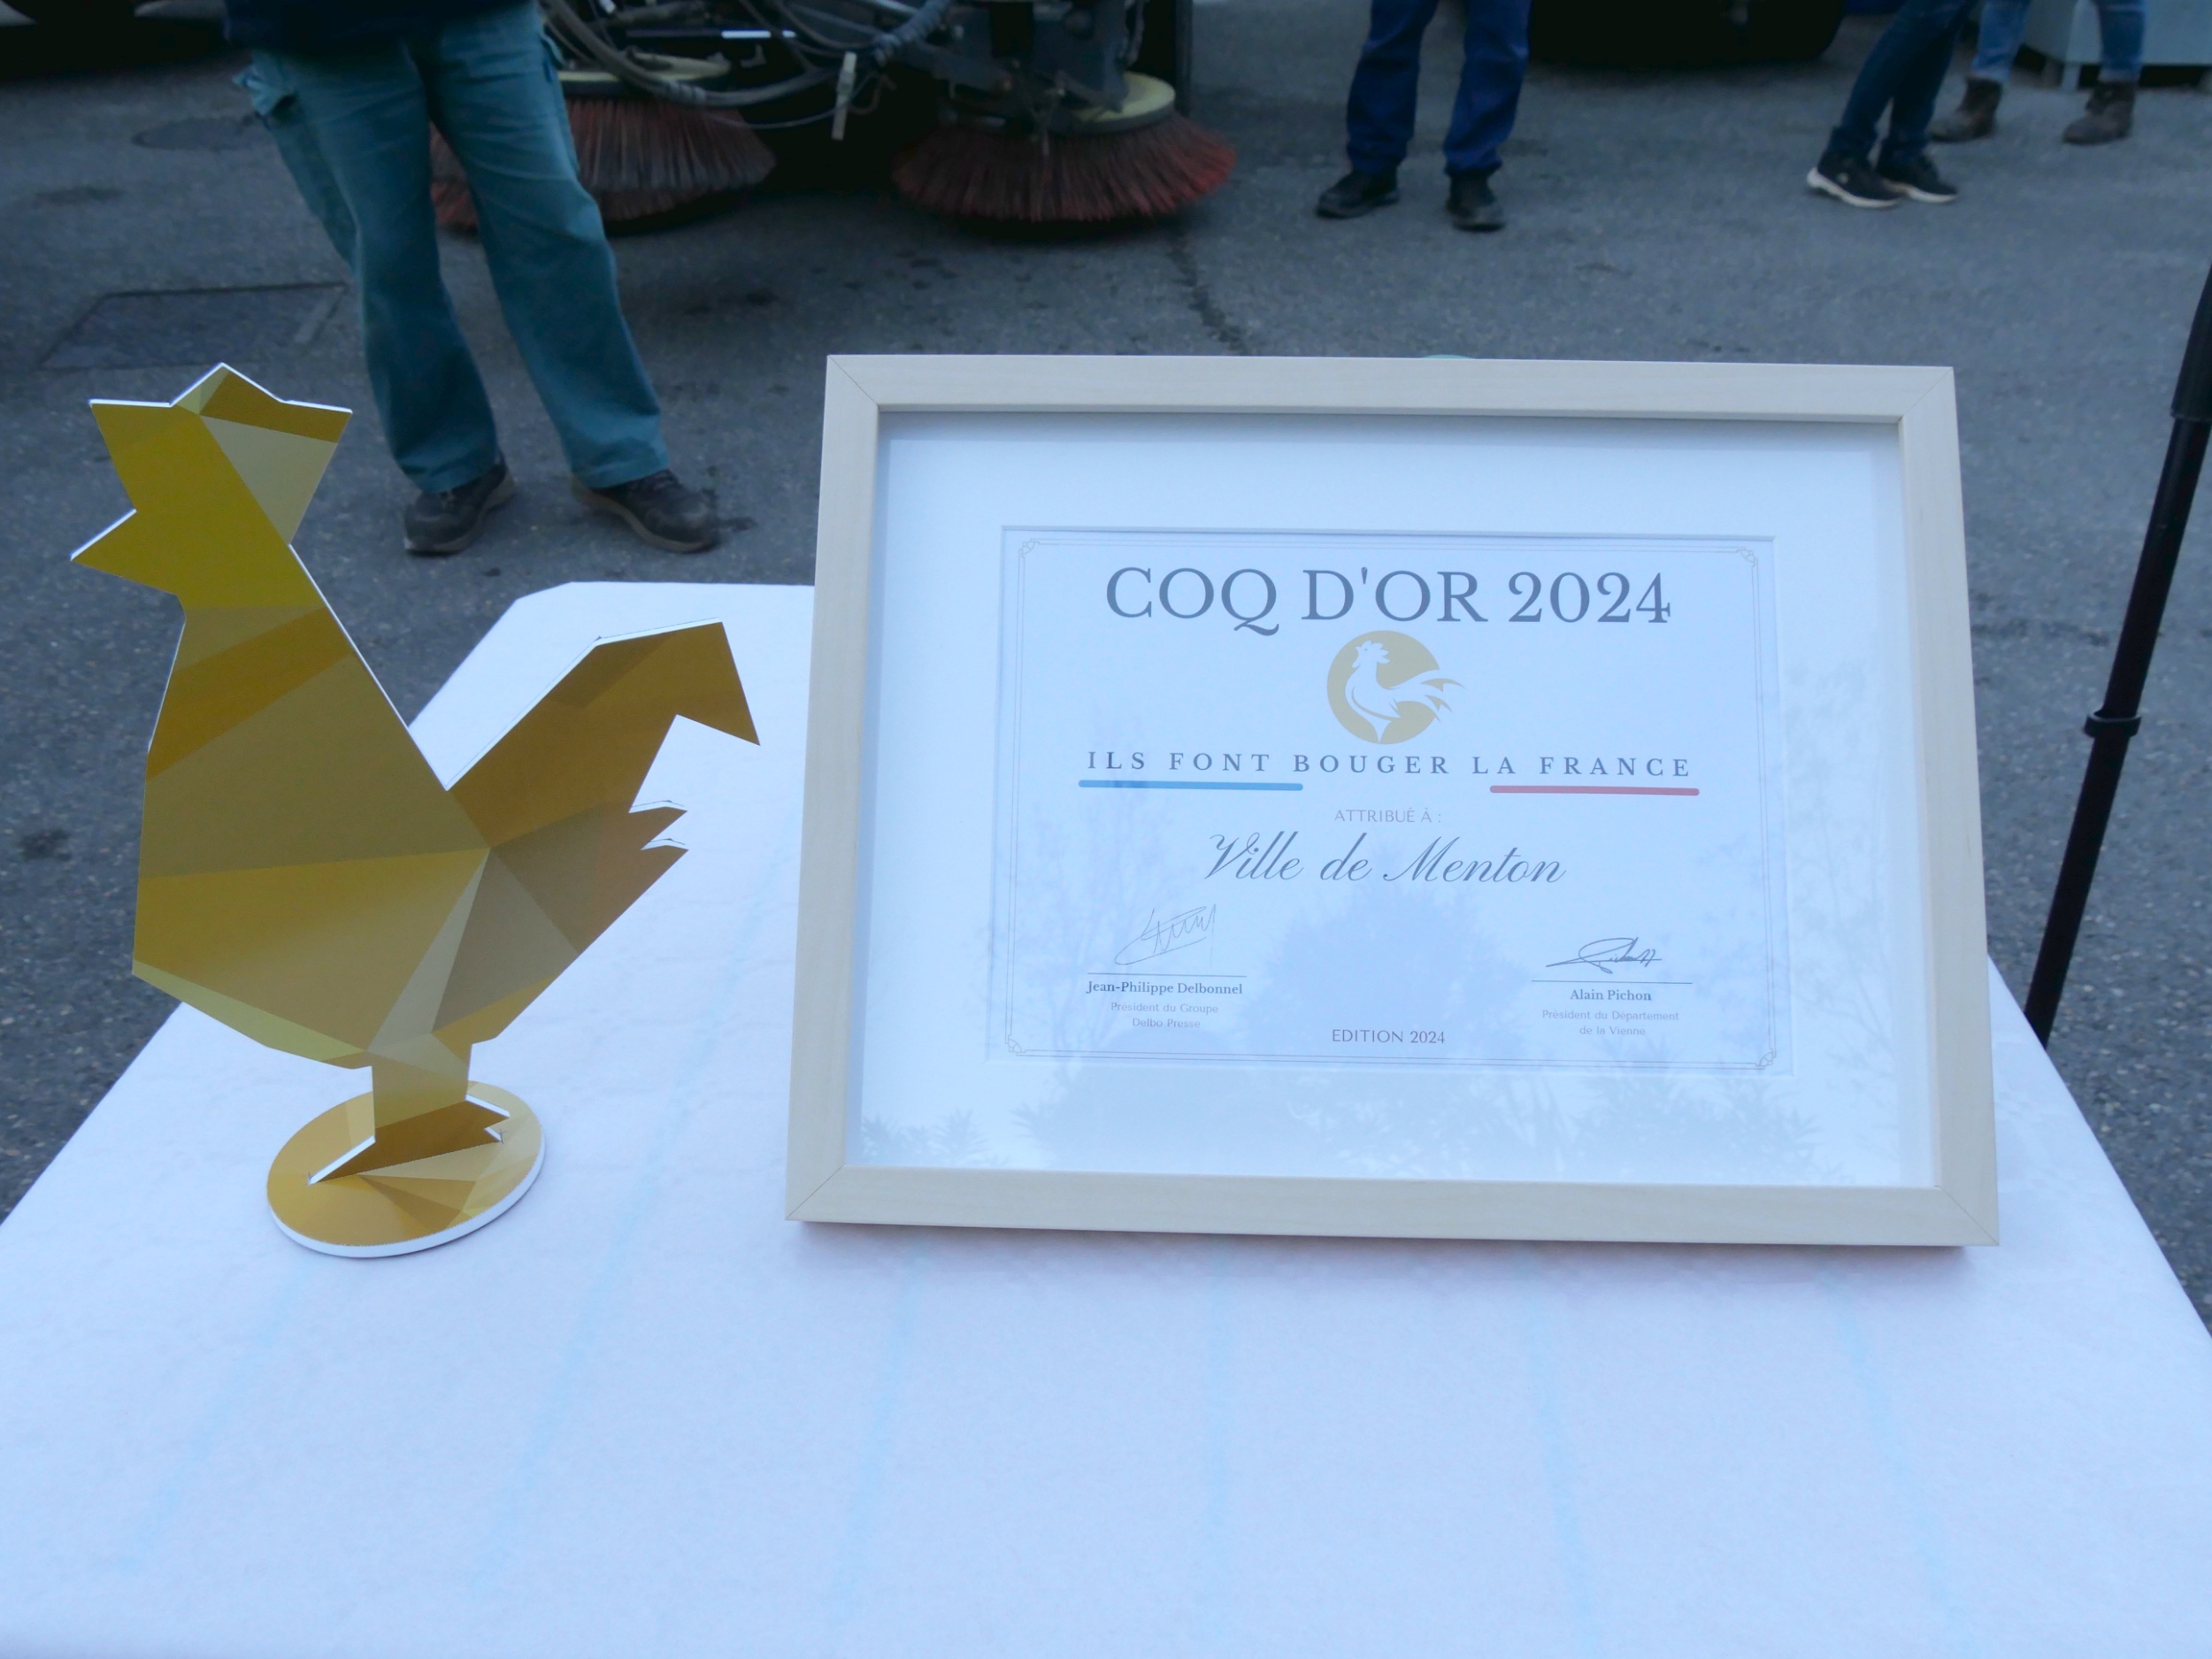 COQ D'OR 2024
ILS FONT BOUGER LA FRANCE
ATTRIBUÉ À :
Ville de Menton
Jean-Philippe Delbonnel
Président du Groupe
Delbo Presse
Alain Pichon
Président du Département
de la Vienne
EDITION 2024